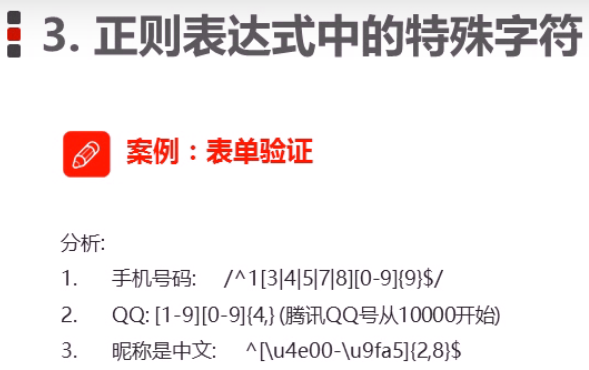 3. 正则表达式中的特殊字符
案例：表单验证
分析:
1. 手机号码: /^1[3|4|5|7|8][0-9]{9}$/
2. QQ: [1-9][0-9]{4,} (腾讯QQ号从10000开始)
3. 昵称是中文: ^[\u4e00-\u9fa5]{2,8}$